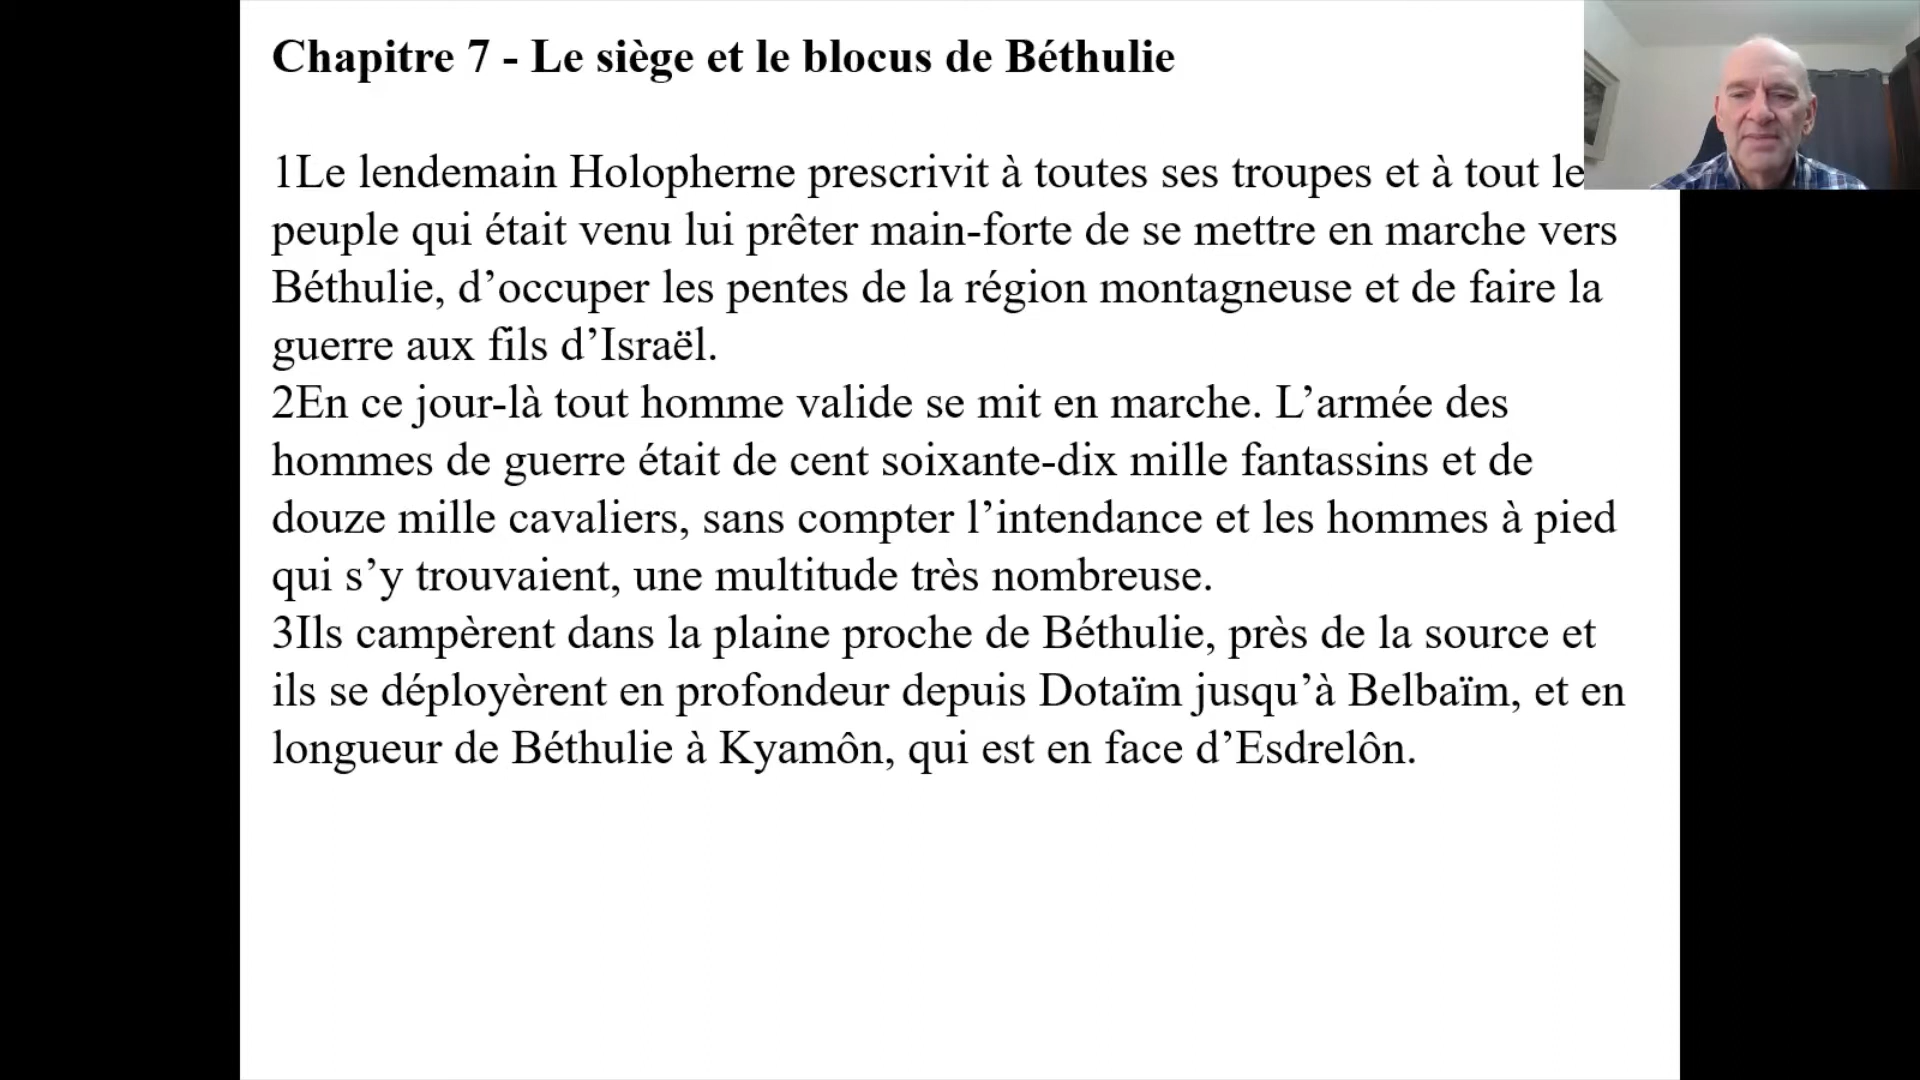 Chapitre 7 - Le siège et le blocus de Béthulie
1Le lendemain Holopherne prescrivit à toutes ses troupes et à tout le
peuple qui était venu lui prêter main-forte de se mettre en marche vers
Béthulie, d’occuper les pentes de la région montagneuse et de faire la
guerre aux fils d’Israël.
2En ce jour-là tout homme valide se mit en marche. L’armée des
hommes de guerre était de cent soixante-dix mille fantassins et de
douze mille cavaliers, sans compter l’intendance et les hommes à pied
qui s’y trouvaient, une multitude très nombreuse.
3Ils campèrent dans la plaine proche de Béthulie, près de la source et
ils se déployèrent en profondeur depuis Dotaïm jusqu’à Belbaïm, et en
longueur de Béthulie à Kyamôn, qui est en face d’Esdrelôn.